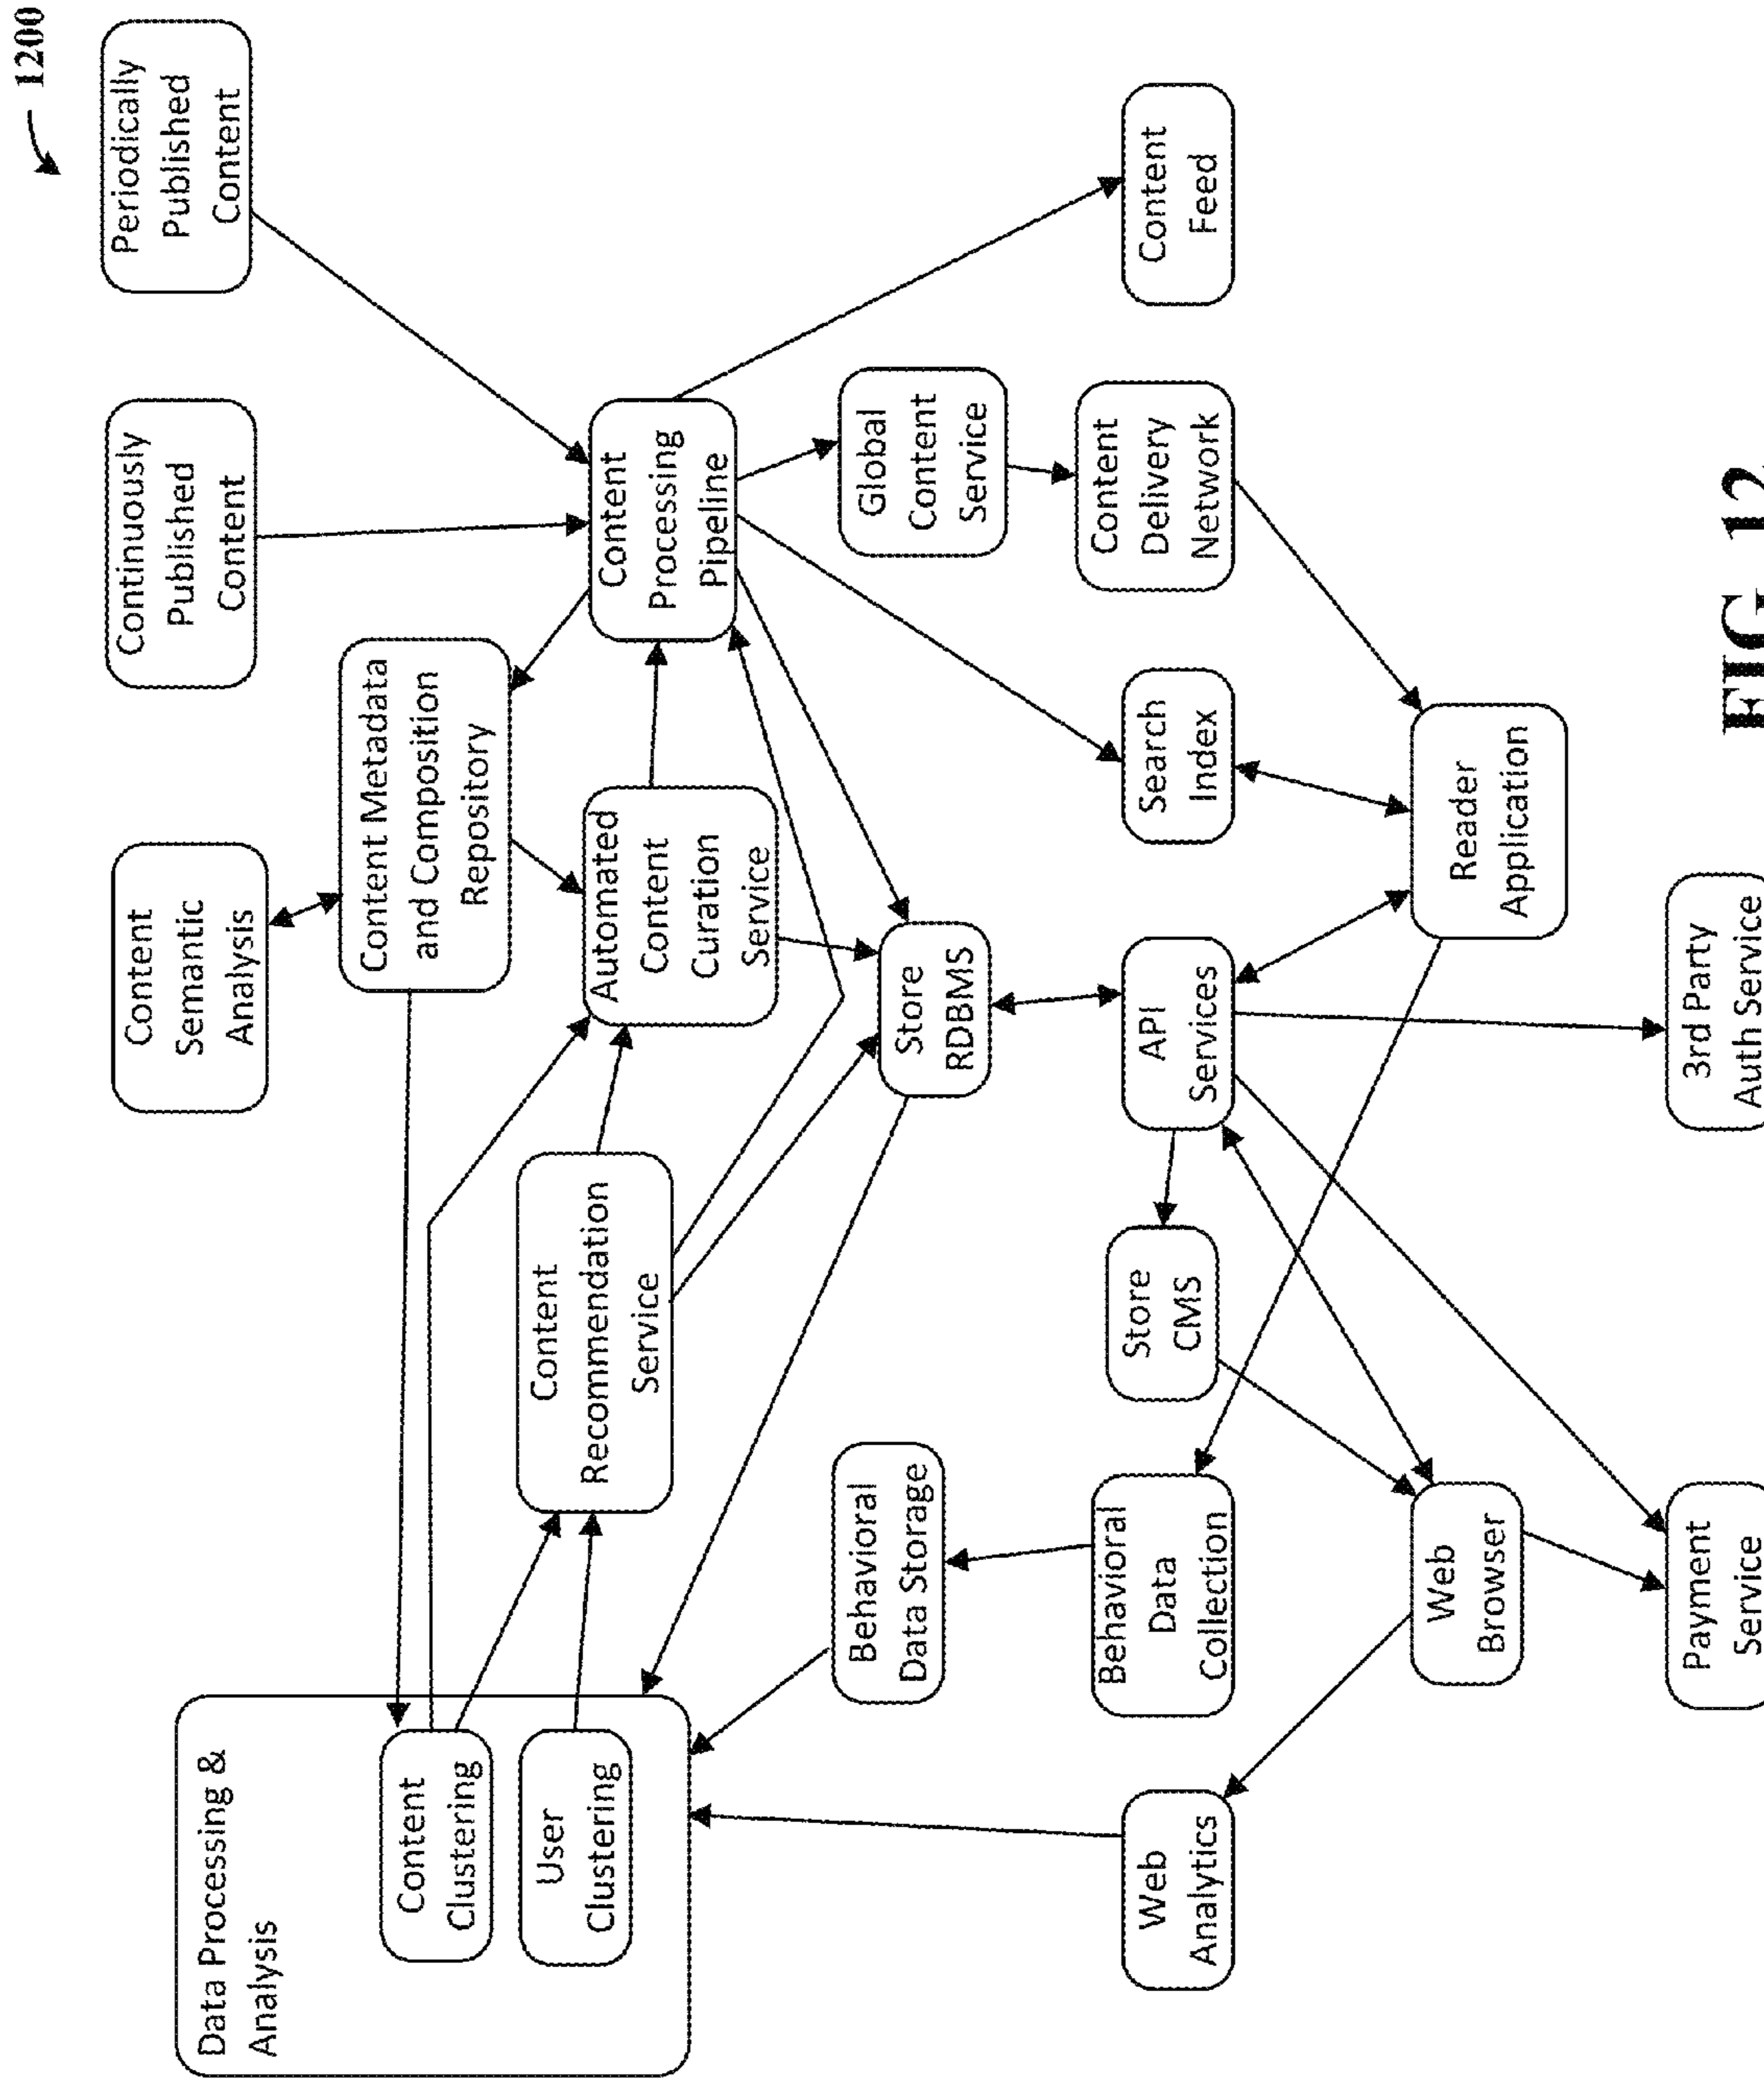 1200
Data Processing &
Analysis
Content
Clustering
User
Clustering
Content
Semantic
Analysis
Continuously
Published
Content
Periodically
Published
Content
Content Metadata
and Composition
Repository
Content
Recommendation
Service
Automated
Content
Curation
Service
Content
Processing
Pipeline
Behavioral
Data Storage
Store
RDBMS
Global
Content
Service
Web
Analytics
Behavioral
Data
Collection
Store
CMS
API
Services
Search
Index
Content
Delivery
Network
Content
Feed
Web
Browser
Reader
Application
Payment
Service
3rd Party
Auth Service
FIG. 12